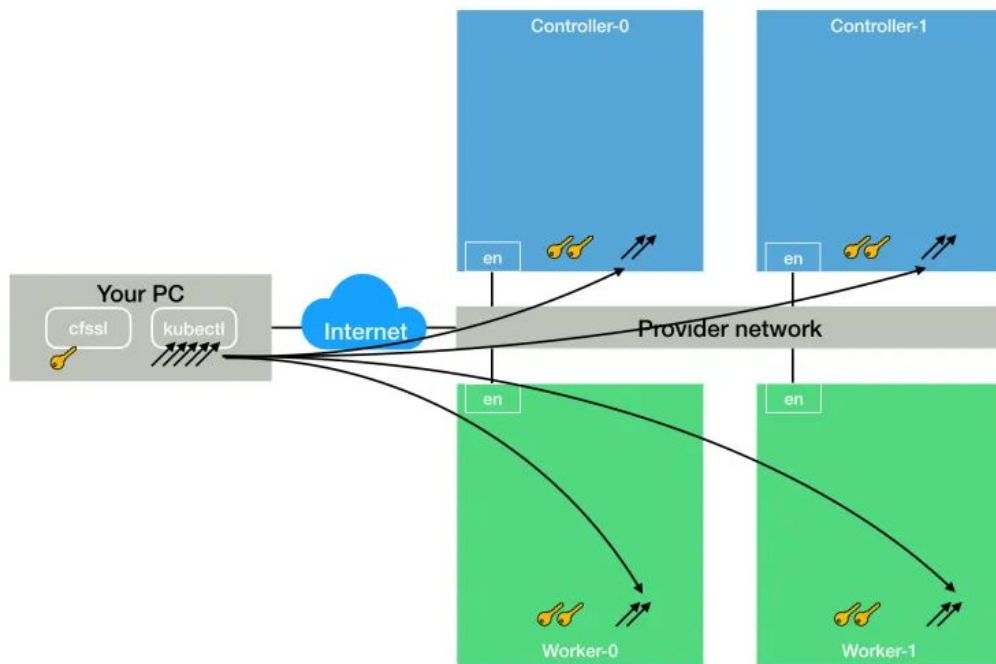 Controller-0
Controller-1
en
en
Your PC
cfssl
kubectl
Internet
Provider network
en
en
Worker-0
Worker-1